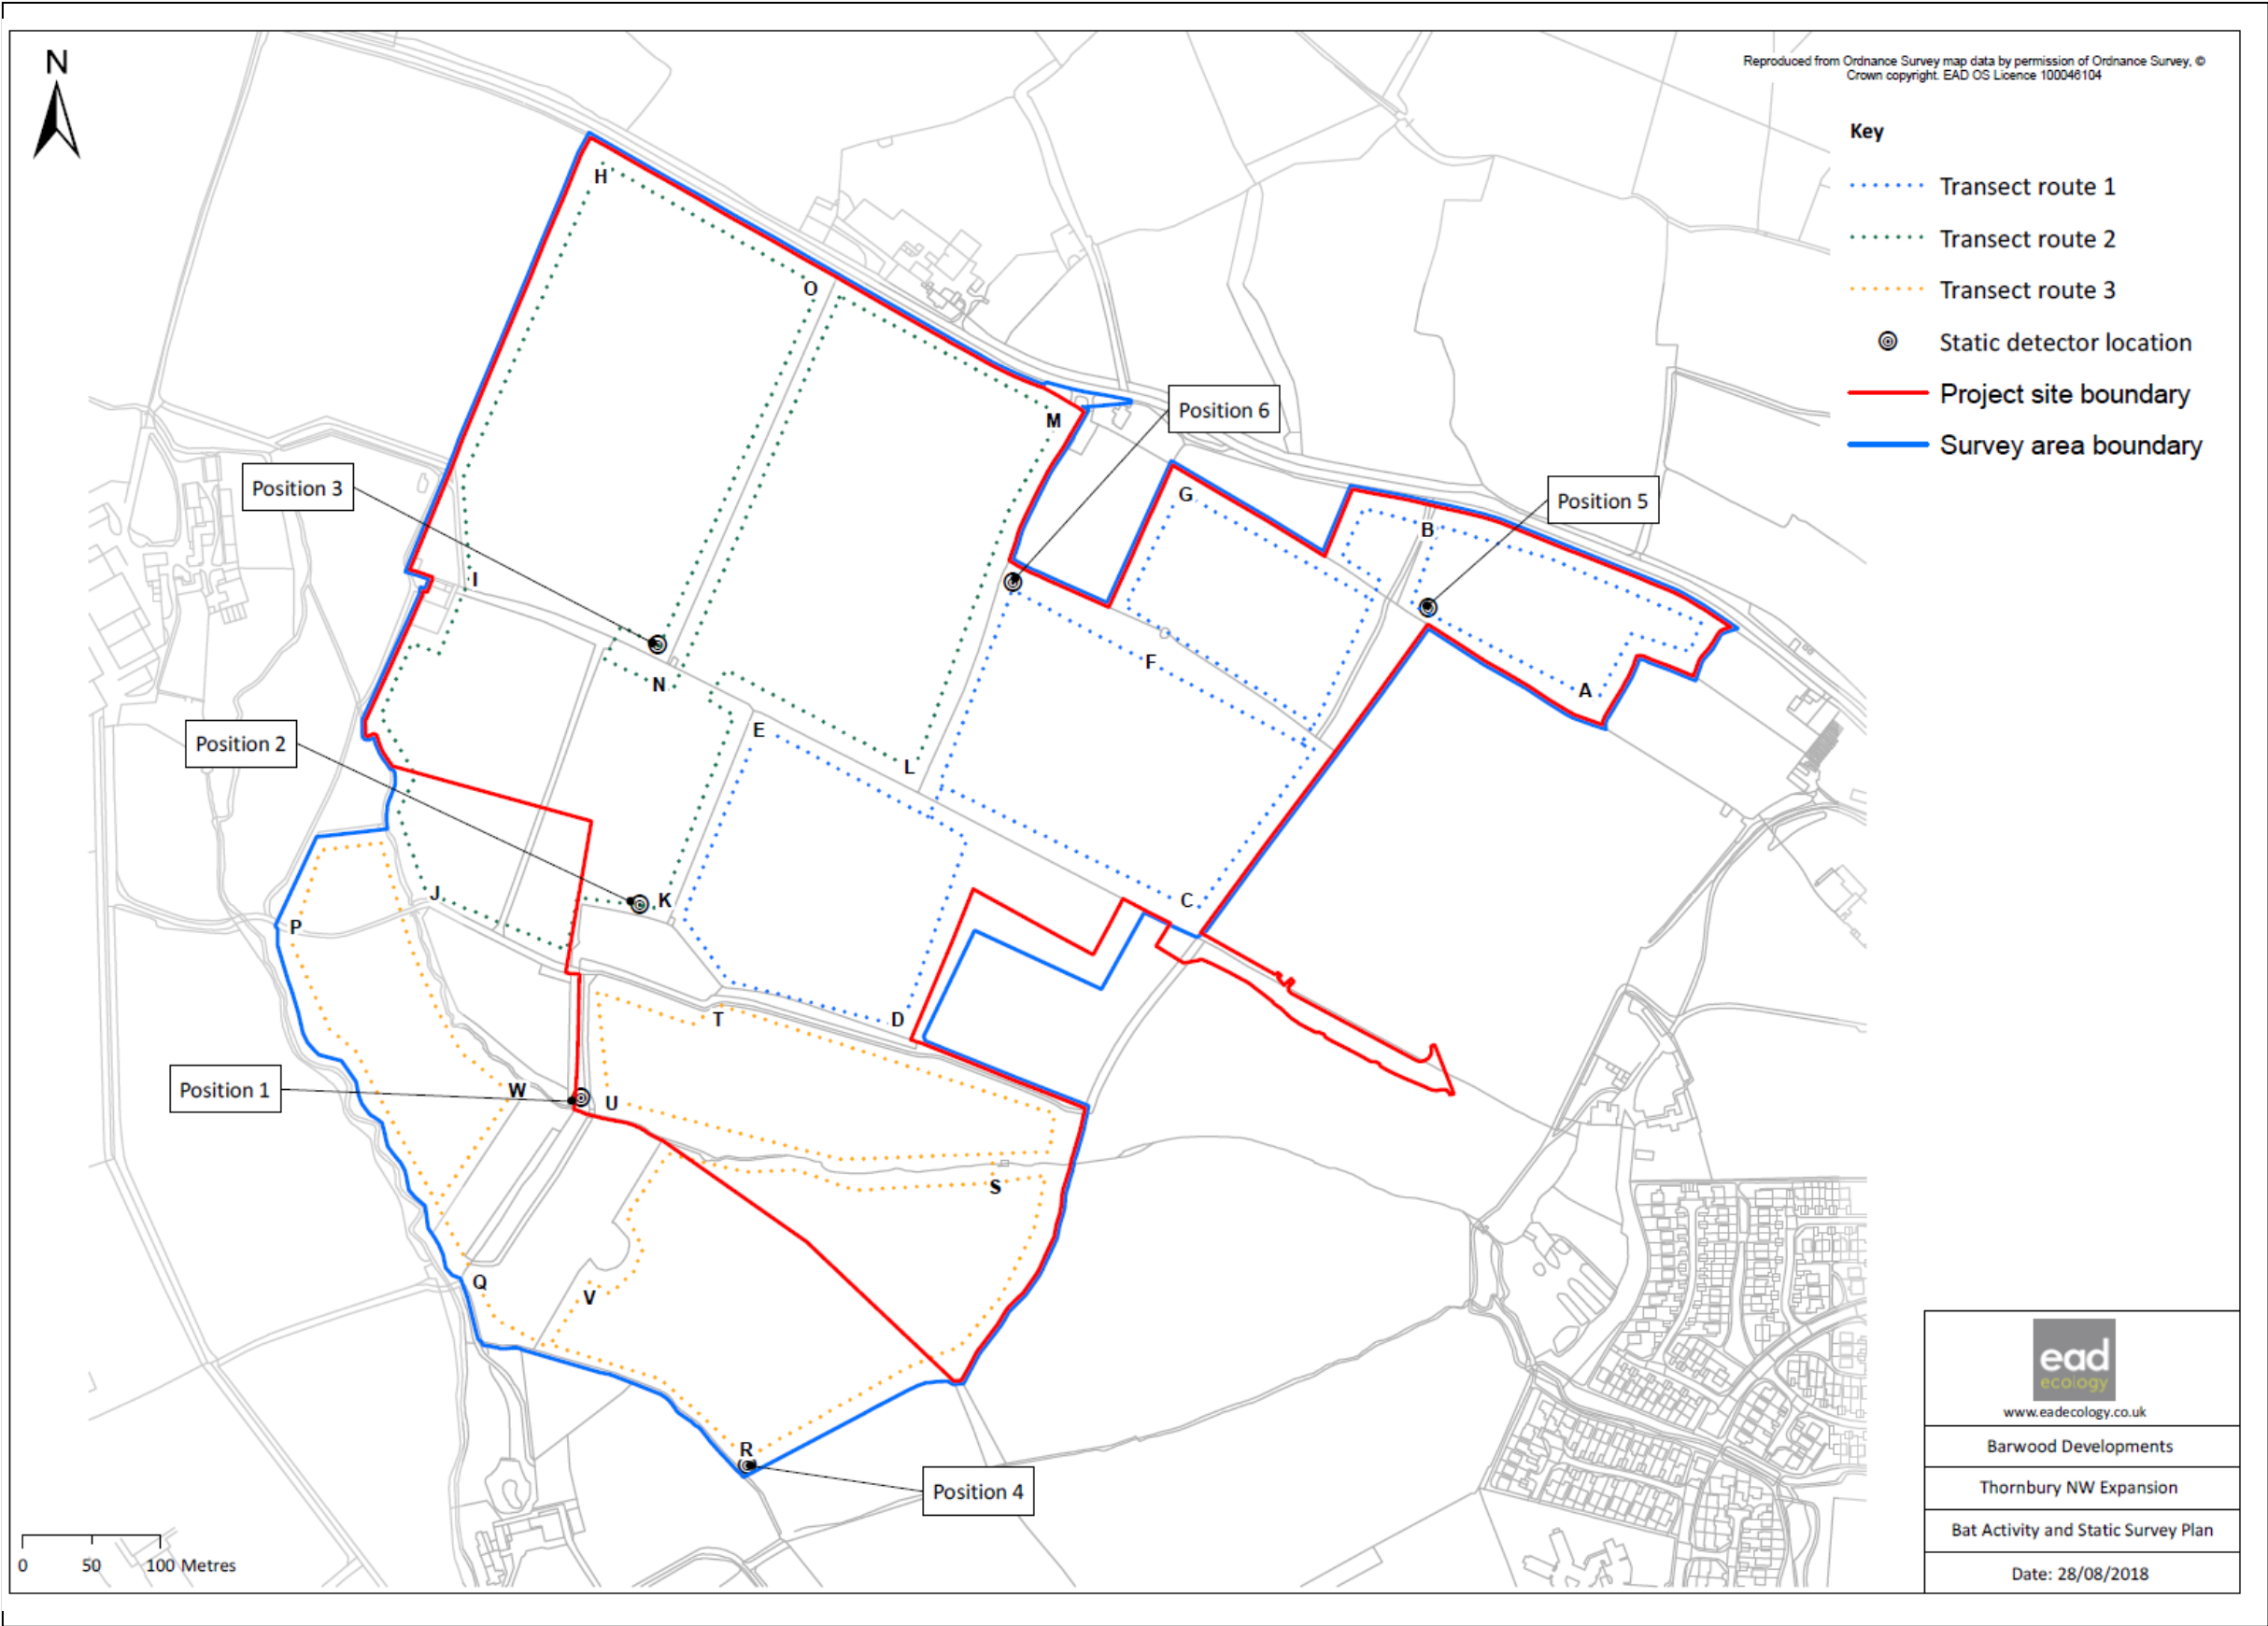 N
Reproduced from Ordnance Survey map data by permission of Ordnance Survey, ©
Crown copyright. EAD OS Licence 100046104
Key
Transect route 1
Transect route 2
Transect route 3
Static detector location
Project site boundary
Survey area boundary
H
O
M
Position 6
G
B
Position 5
Position 3
I
N
F
A
E
Position 2
L
K
J
C
P
D
T
Position 1
W
U
S
Q
V
R
Position 4
0 50 100 Metres
ead
ecology
www.eadecology.co.uk
Barwood Developments
Thornbury NW Expansion
Bat Activity and Static Survey Plan
Date: 28/08/2018